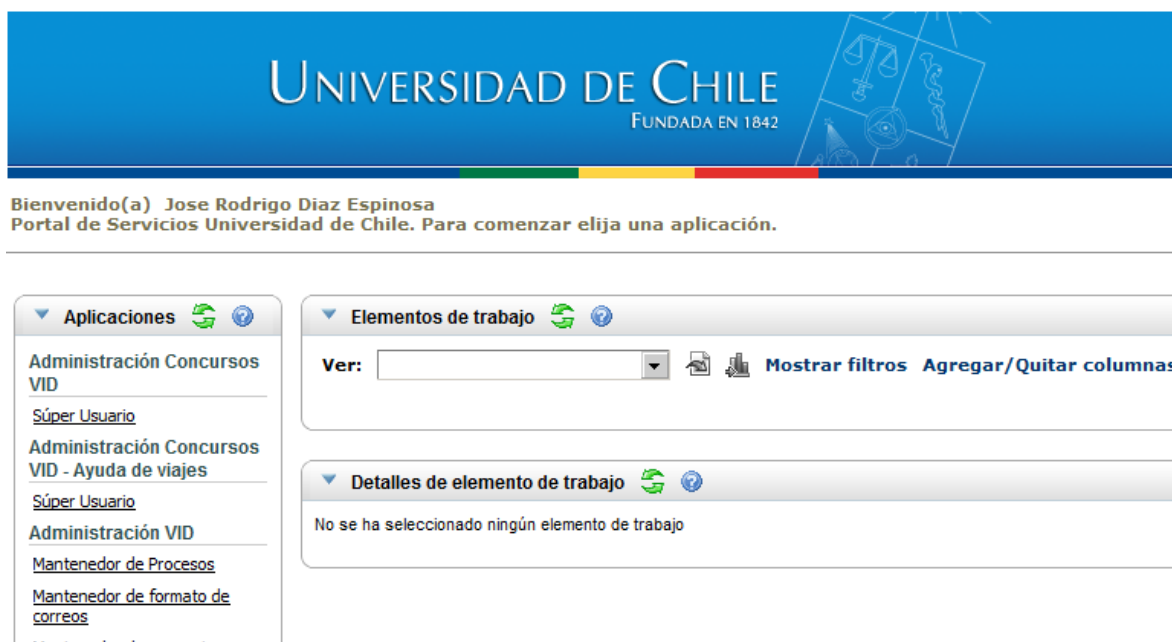 UNIVERSIDAD DE CHILE
FUNDADA EN 1842
Bienvenido(a) Jose Rodrigo Diaz Espinosa
Portal de Servicios Universidad de Chile. Para comenzar elija una aplicación.
Aplicaciones
Administración Concursos
VID
Súper Usuario
Administración Concursos
VID - Ayuda de viajes
Súper Usuario
Administración VID
Mantenedor de Procesos
Mantenedor de formato de
correos
Elementos de trabajo
Ver:
Mostrar filtros Agregar/Quitar columnas
Detalles de elemento de trabajo
No se ha seleccionado ningún elemento de trabajo